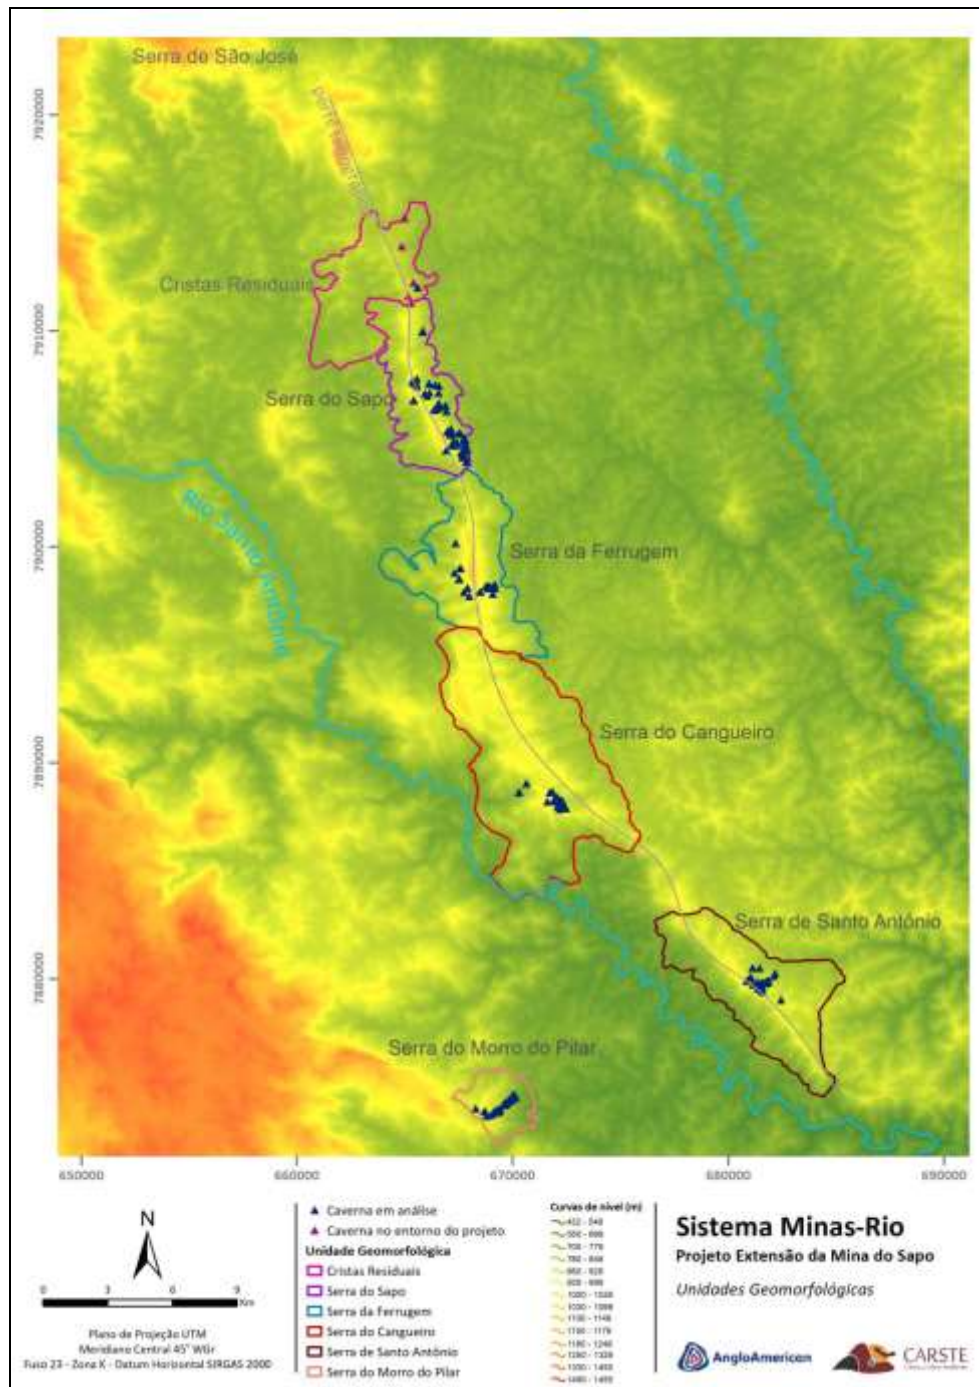 Serra de São José
7920000
Cristas Residuais
7910000
Serra do Sapo
Rio Santo Antônio
7900000
Serra da Ferrugem
Serra do Cangueiro
7890000
Serra de Santo Antônio
7880000
Serra do Morro do Pilar
650000 660000 670000 680000 690000
N
0 3 6 9
Km
Plano de Projeção UTM
Meridiano Central 45° WGr
Fuso 23 - Zona K - Datum Horizontal SIRGAS 2000
Caverna em análise
Caverna no entorno do projeto
Unidade Geomorfológica
Cristas Residuais
Serra do Sapo
Serra da Ferrugem
Serra do Cangueiro
Serra de Santo Antônio
Serra do Morro do Pilar
Curvas de nível (m)
Sistema Minas-Rio
Projeto Extensão da Mina do Sapo
Unidades Geomorfológicas
AngloAmerican
CARSTE